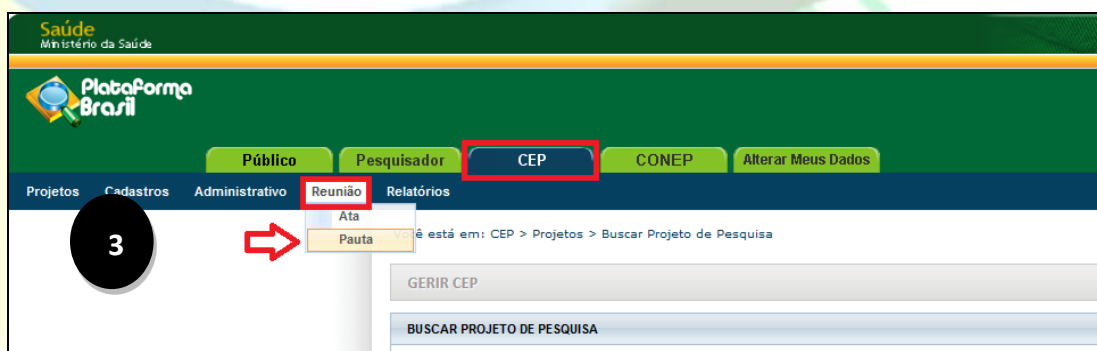 Saúde
Ministério da Saúde
Plataforma
Brasil
Público Pesquisador CEP CONEP Alterar Meus Dados
Projetos Cadastros Administrativo Reunião Relatórios
Ata
Pauta
Você está em: CEP > Projetos > Buscar Projeto de Pesquisa
3
GERIR CEP
BUSCAR PROJETO DE PESQUISA